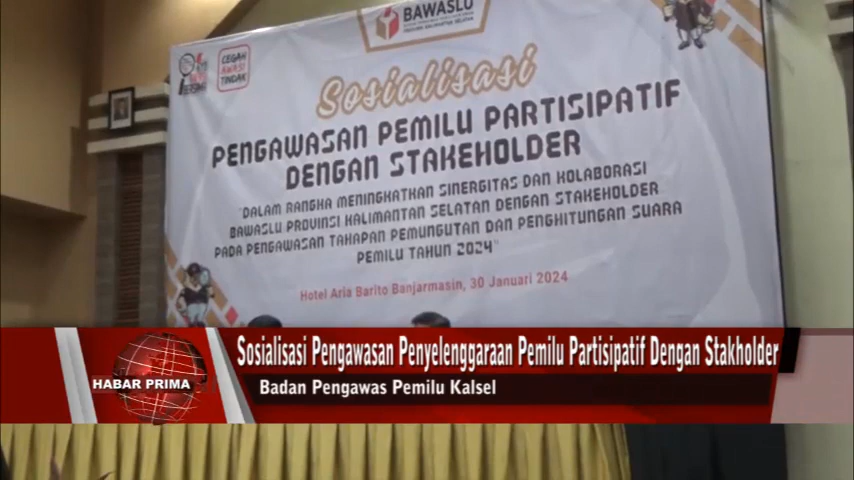 BAWASLU
CEGAH
AWASI
TINDAK
Sosialisasi
PENGAWASAN PEMILU PARTISIPATIF
DENGAN STAKEHOLDER
"DALAM RANGKA MENINGKATKAN SINERGITAS DAN KOLABORASI
BAWASLU PROVINSI KALIMANTAN SELATAN DENGAN STAKEHOLDER
PADA PENGAWASAN TAHAPAN PEMUNGUTAN DAN PENGHITUNGAN SUARA
PEMILU TAHUN 2024"
Hotel Aria Barito Banjarmasin, 30 Januari 2024
Sosialisasi Pengawasan Penyelenggaraan Pemilu Partisipatif Dengan Stakholder
HABAR PRIMA
Badan Pengawas Pemilu Kalsel